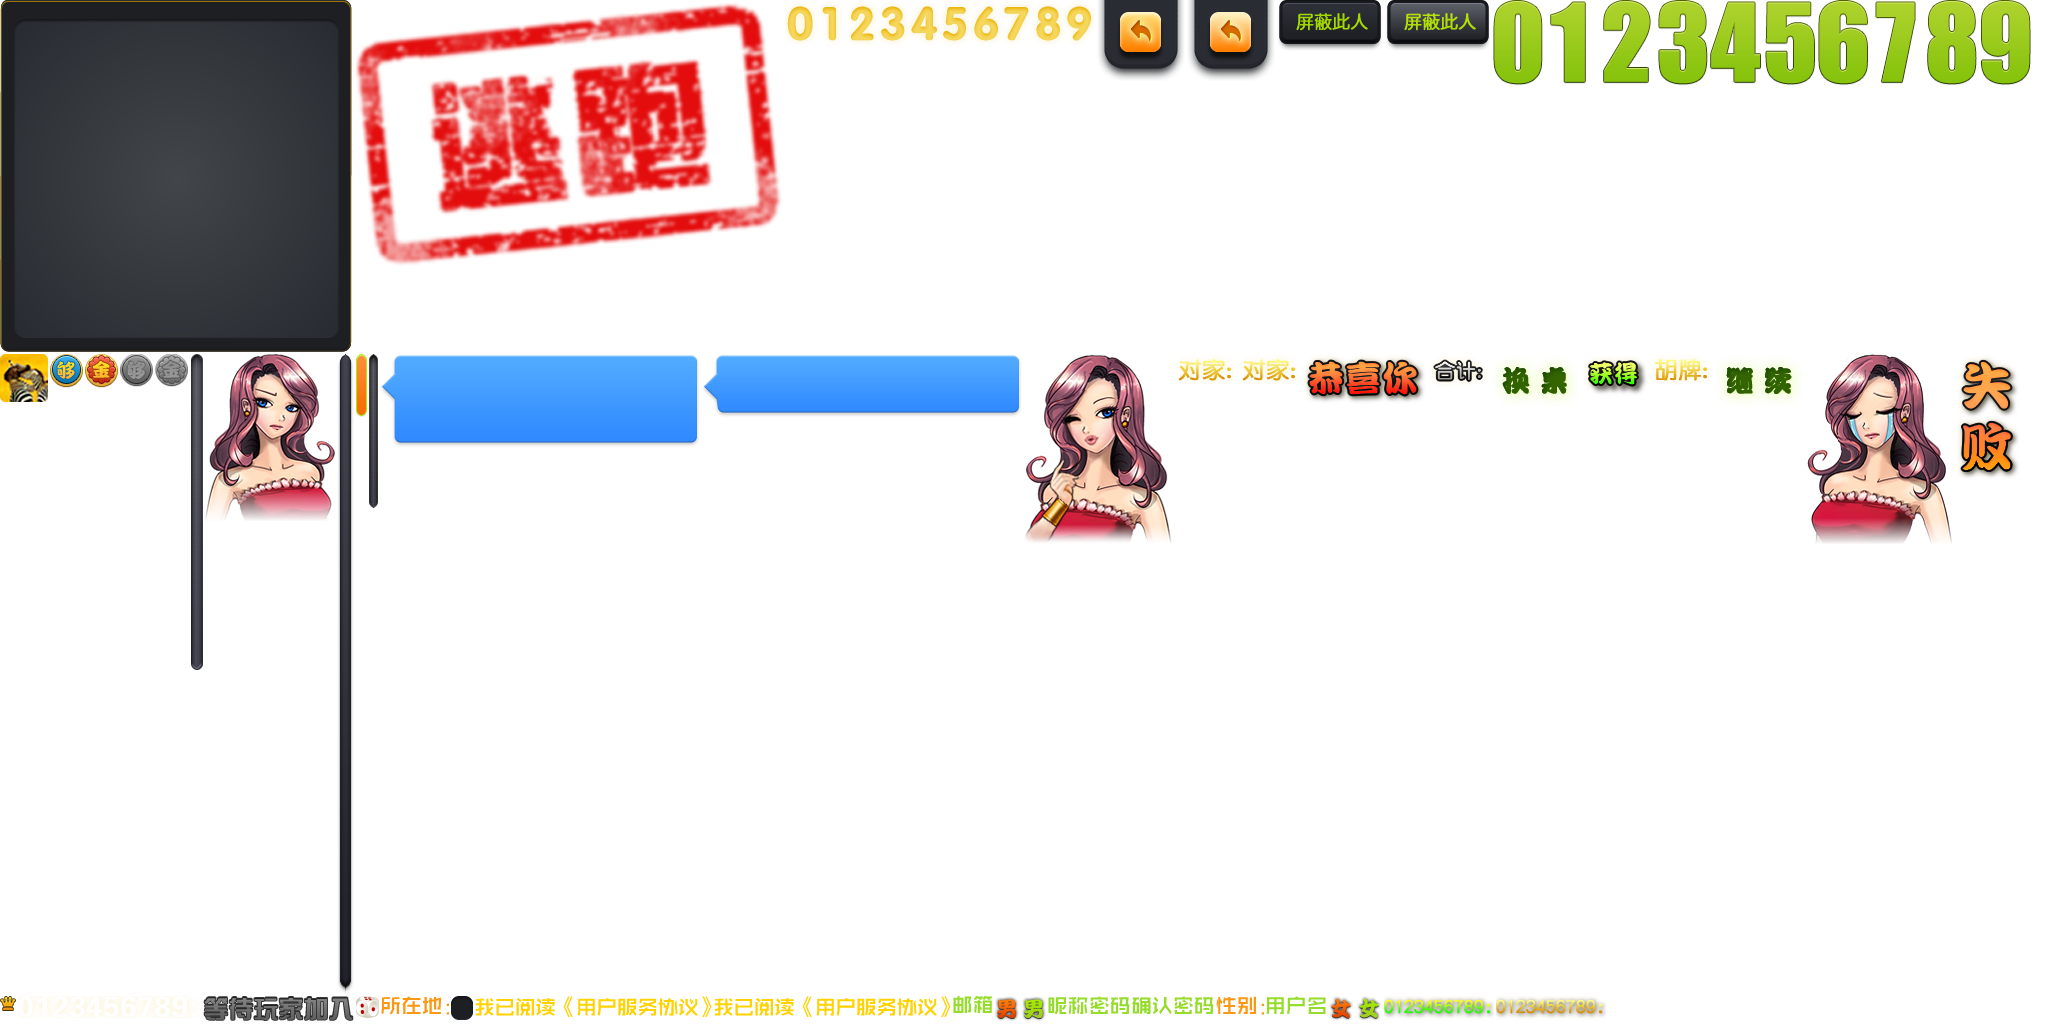 逃跑
0123456789
屏蔽此人
屏蔽此人
0123456789
够
金
够
金
对家:
对家:
恭喜你
合计:
换桌
获得
胡牌:
继续
失败
0123456789
等待玩家加入
所在地:
我已阅读《用户服务协议》
我已阅读《用户服务协议》
邮箱
男
男
昵称
密码
确认密码
性别:
用户名
女
女
0123456789:
0123456789: